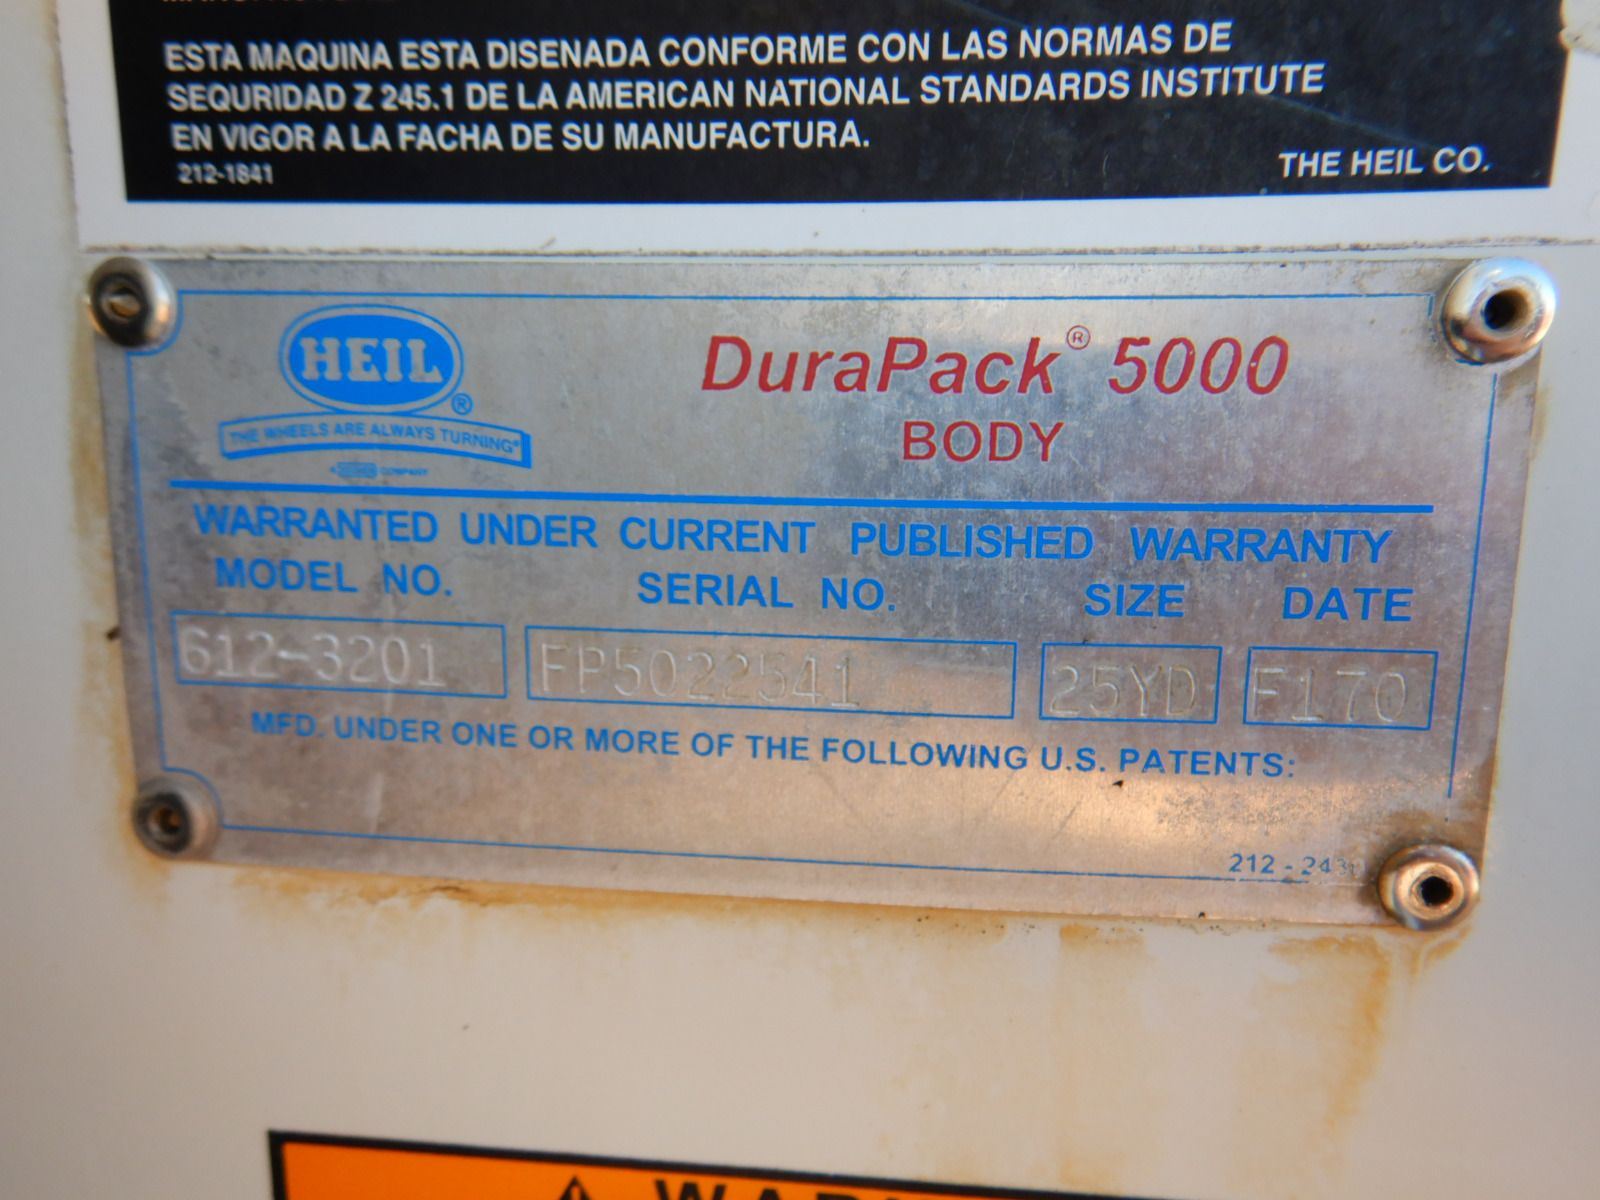 ESTA MAQUINA ESTA DISENADA CONFORME CON LAS NORMAS DE
SEQURIDAD Z 245.1 DE LA AMERICAN NATIONAL STANDARDS INSTITUTE
EN VIGOR A LA FACHA DE SU MANUFACTURA.
212-1841
THE HEIL CO.
HEIL®
THE WHEELS ARE ALWAYS TURNING®
COMPANY
DuraPack® 5000
BODY
WARRANTED UNDER CURRENT PUBLISHED WARRANTY
MODEL NO. SERIAL NO. SIZE DATE
612-3201 FP5022541 25YD F170
MFD. UNDER ONE OR MORE OF THE FOLLOWING U.S. PATENTS: